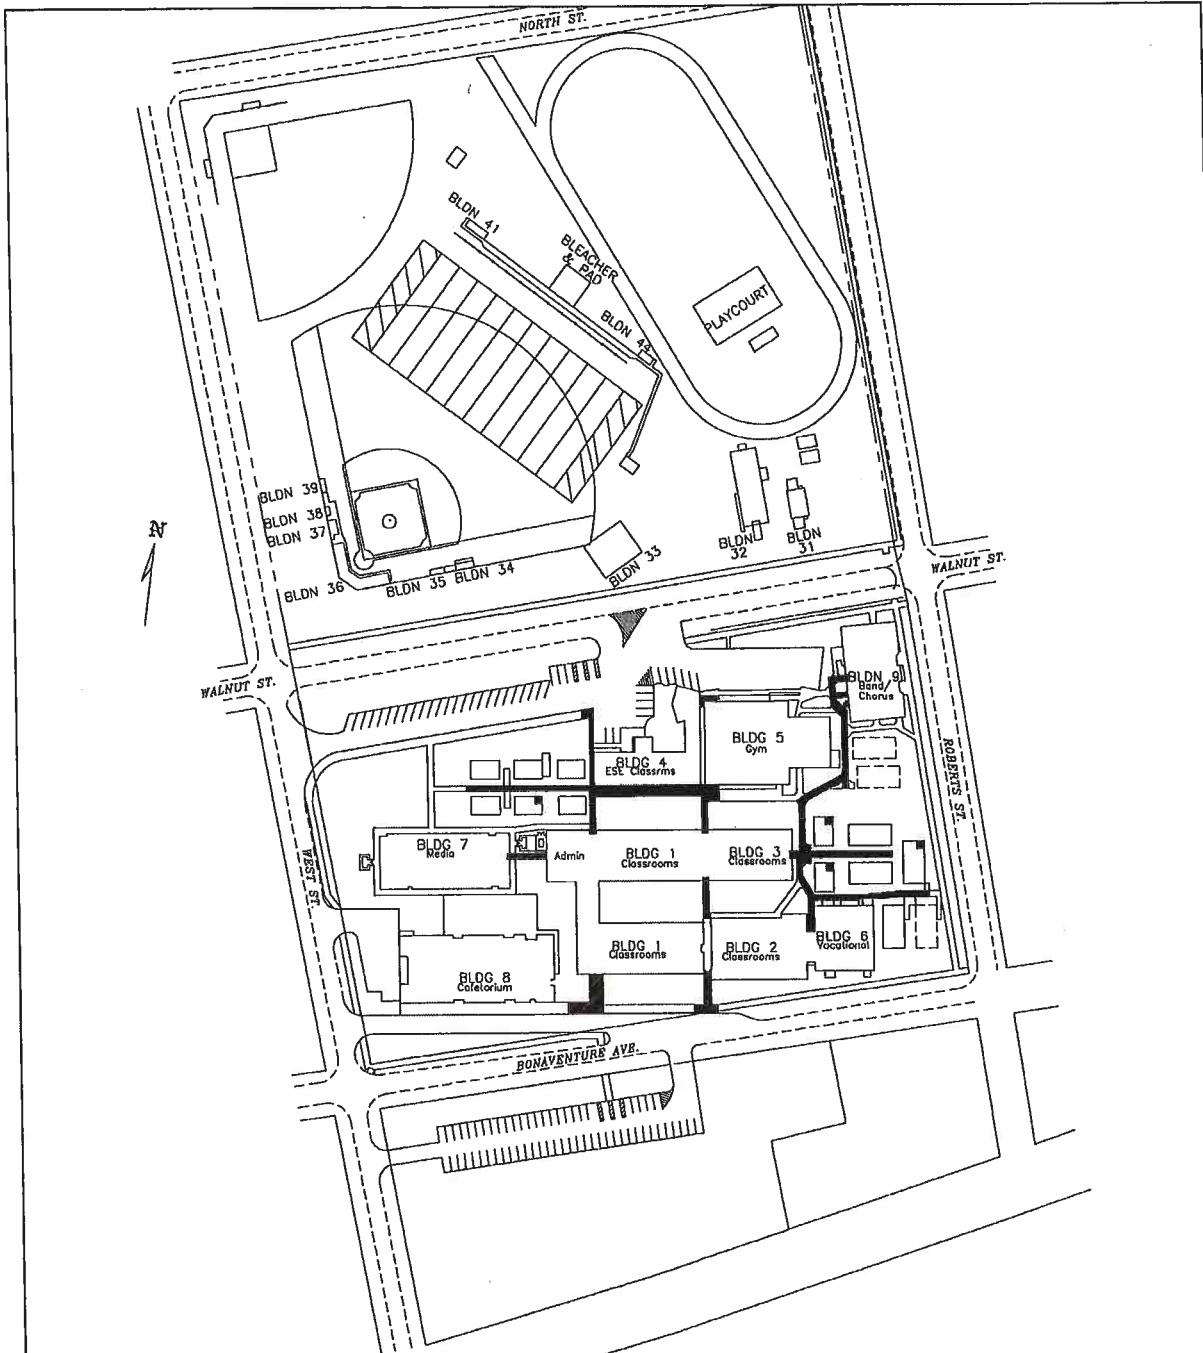 NORTH ST.
BLDN 41
BLEACHER
& PAD
PLAYCOURT
BLDN 44
BLDN 39
BLDN 38
BLDN 37
BLDN 36
BLDN 35
BLDN 34
BLDN 33
BLDN
32
BLDN
31
N
WALNUT ST.
WALNUT ST.
BLDN 9
Band/
Chorus
BLDG 5
Gym
BLDG 4
ESE Classrms
ROBERTS ST.
BLDG 7
Media
Admin
BLDG 1
Classrooms
BLDG 3
Classrooms
WEST ST.
BLDG 1
Classrooms
BLDG 2
Classrooms
BLDG 6
Vocational
BLDG 8
Cafetorium
BONAVENTURE AVE.